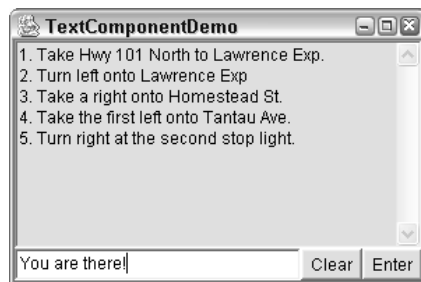 TextComponentDemo
1. Take Hwy 101 North to Lawrence Exp.
2. Turn left onto Lawrence Exp
3. Take a right onto Homestead St.
4. Take the first left onto Tantau Ave.
5. Turn right at the second stop light.
You are there!
Clear
Enter